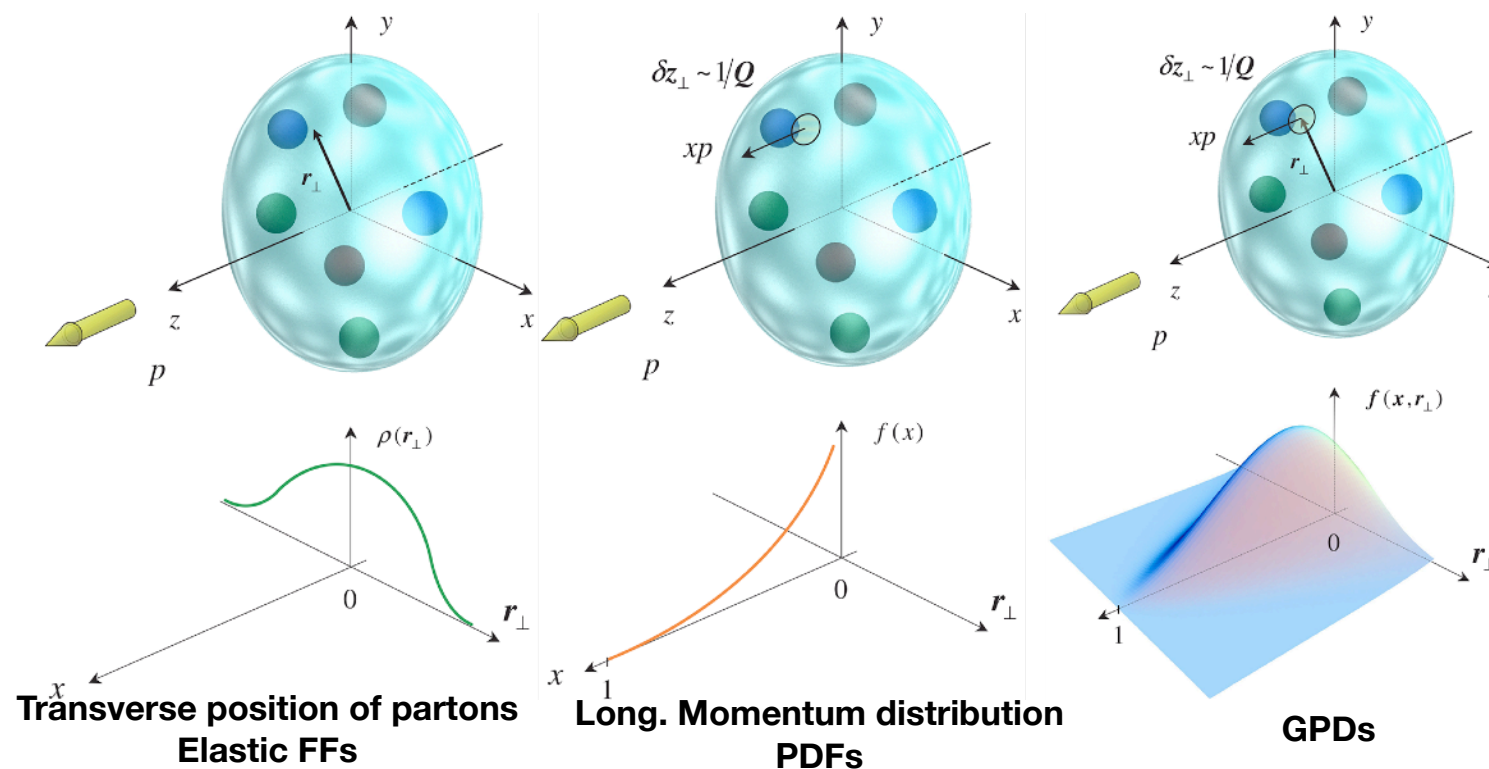 y
r⊥
z
x
p
ρ(r⊥)
0
r⊥
x
Transverse position of partons
Elastic FFs
y
δz⊥ ~ 1/Q
xp
z
x
p
f(x)
0
r⊥
x
1
Long. Momentum distribution
PDFs
y
δz⊥ ~ 1/Q
xp
r⊥
z
p
f(x,r⊥)
0
r⊥
1
GPDs